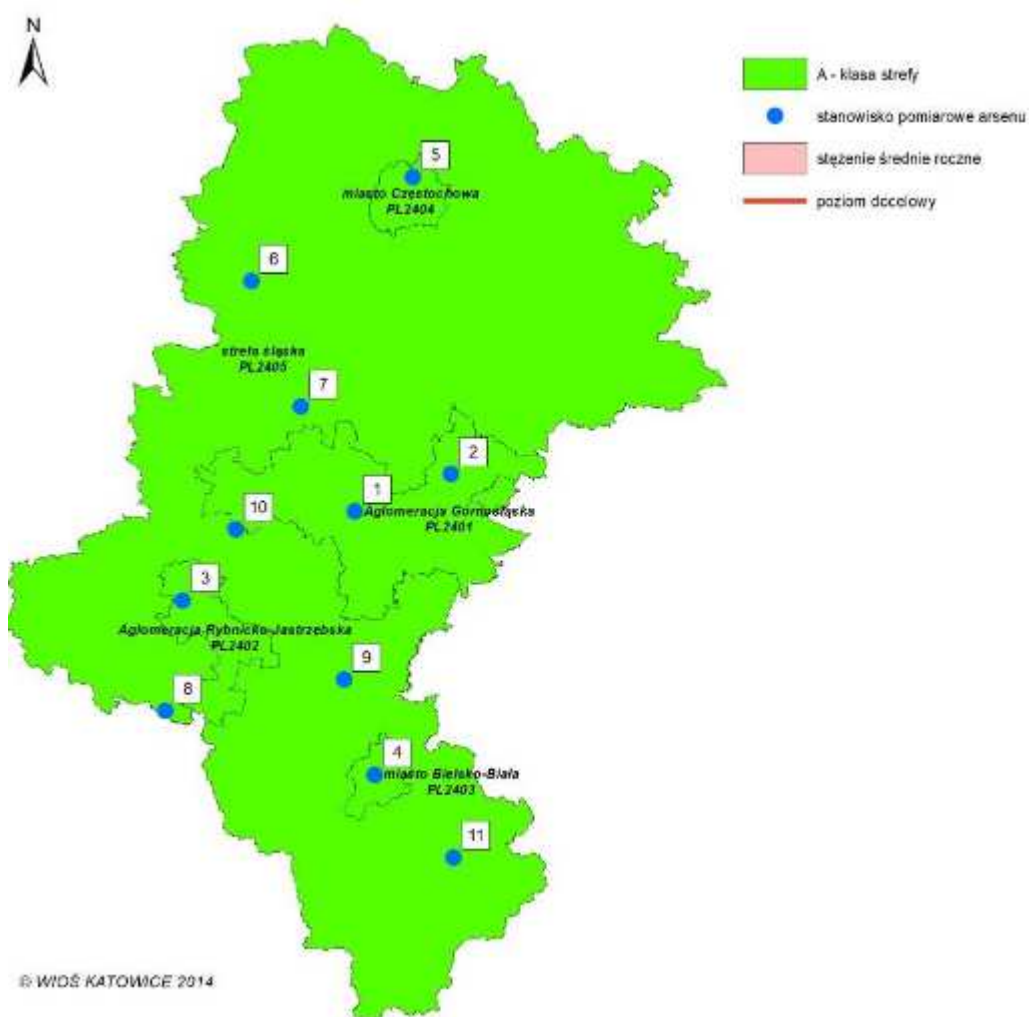 N
A - klasa strefy
stanowisko pomiarowe arsenu
stężenie średnie roczne
poziom docelowy
5
miasto Częstochowa
PL2404
6
strefa śląska
PL2405
7
2
1
Aglomeracja Górnośląska
PL2401
10
3
Aglomeracja Rybnicko-Jastrzębska
PL2402
9
8
4
miasto Bielsko-Biała
PL2403
11
© WIOŚ KATOWICE 2014